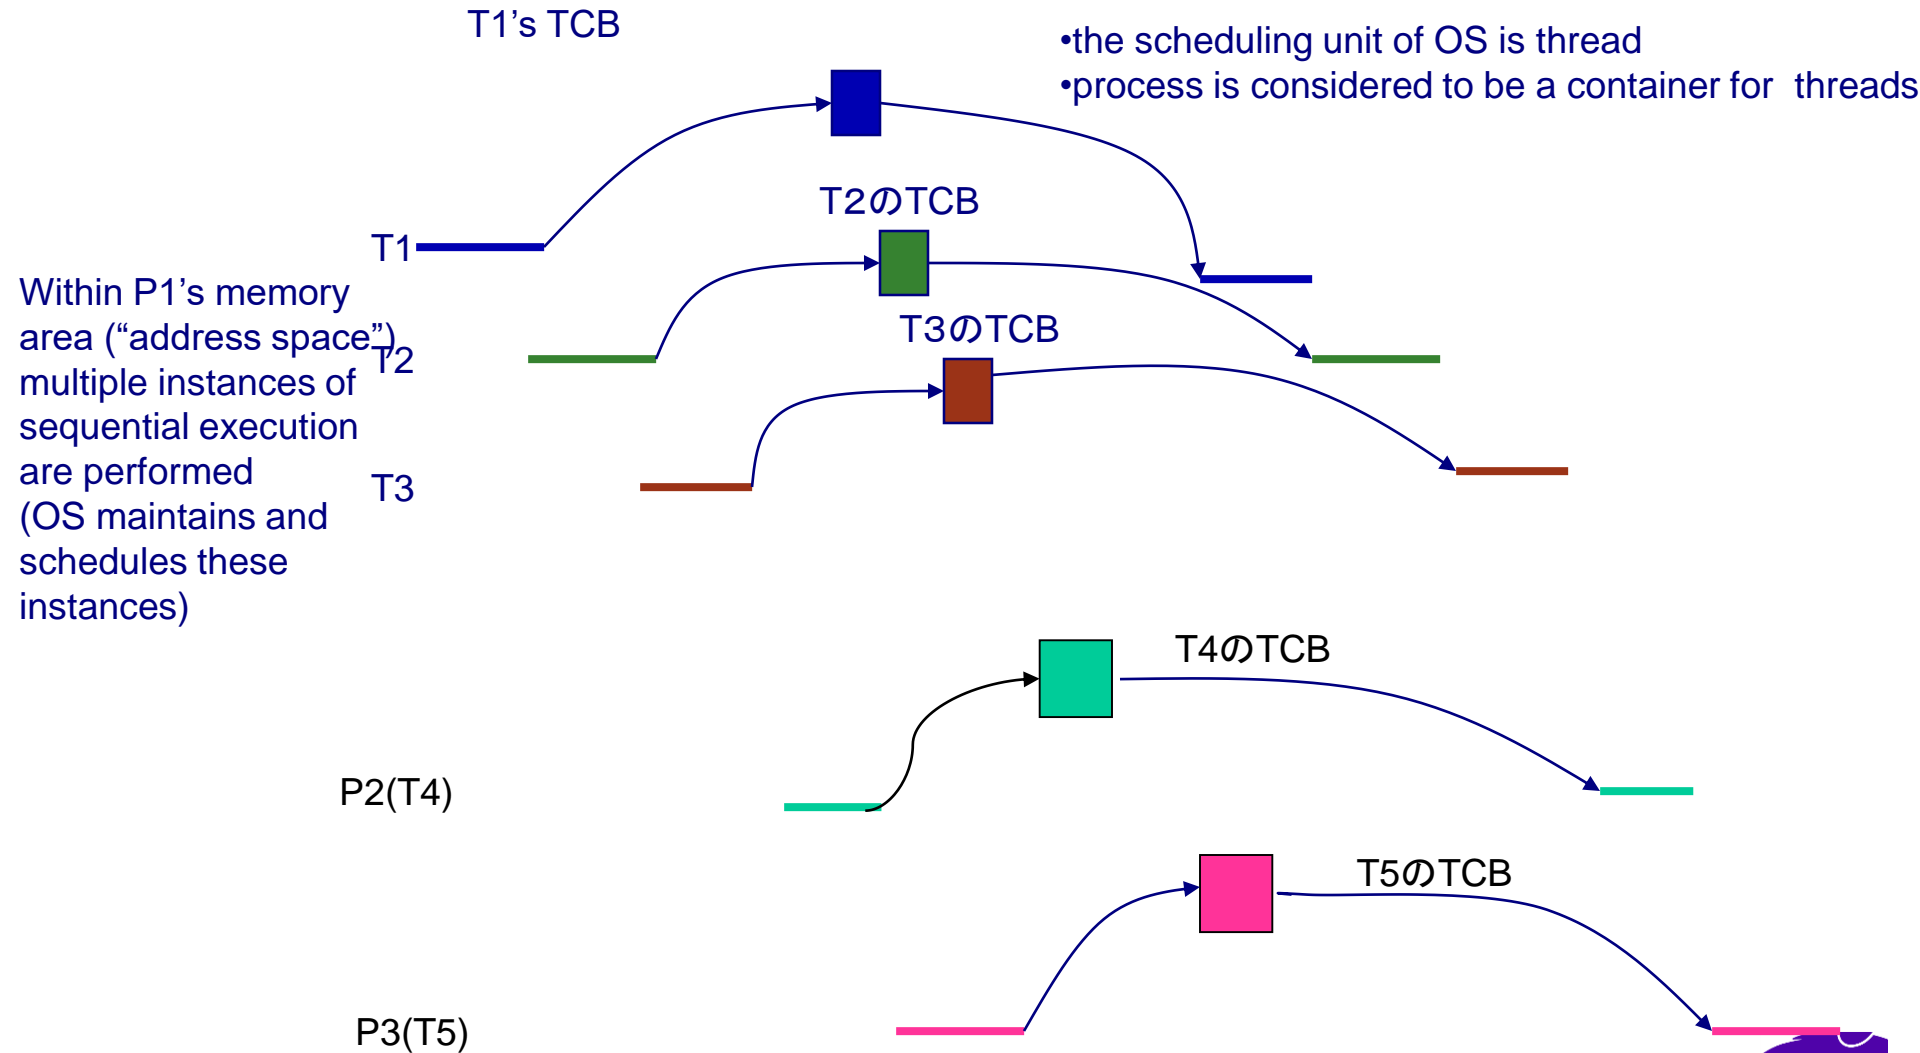 T1’s TCB
•the scheduling unit of OS is thread
•process is considered to be a container for threads
T2のTCB
T1
Within P1’s memory
area (“address space”)
multiple instances of
sequential execution
are performed
(OS maintains and
schedules these
instances)
T3のTCB
T2
T3
T4のTCB
P2(T4)
T5のTCB
P3(T5)